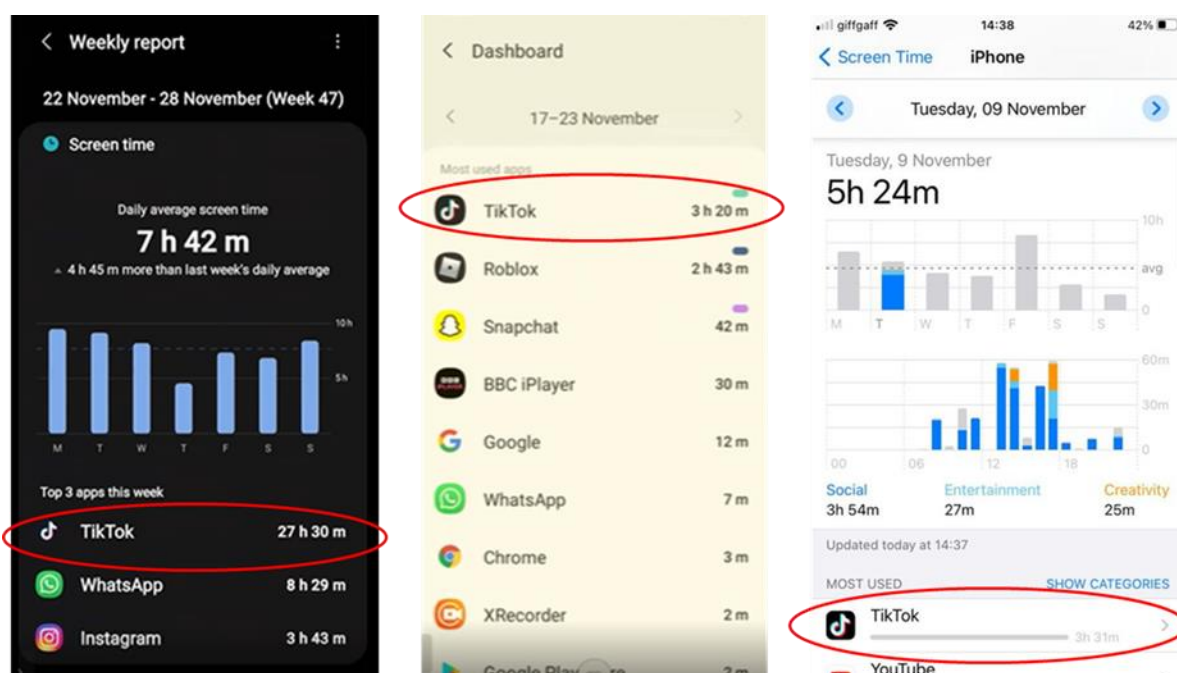 Weekly report
22 November - 28 November (Week 47)
Screen time
Daily average screen time
7 h 42 m
4 h 45 m more than last week's daily average
10 h
5 h
M T W T F S S
Top 3 apps this week
TikTok 27 h 30 m
WhatsApp 8 h 29 m
Instagram 3 h 43 m
Dashboard
17–23 November
Most used apps
TikTok 3 h 20 m
Roblox 2 h 43 m
Snapchat 42 m
BBC iPlayer 30 m
Google 12 m
WhatsApp 7 m
Chrome 3 m
XRecorder 2 m
Google Play 2 m
giffgaff 14:38 42%
Screen Time iPhone
Tuesday, 09 November
Tuesday, 9 November
5h 24m
10h
avg
0
M T W T F S S
60m
30m
0
00 06 12 18
Social Entertainment Creativity
3h 54m 27m 25m
Updated today at 14:37
MOST USED SHOW CATEGORIES
TikTok
3h 31m
YouTube